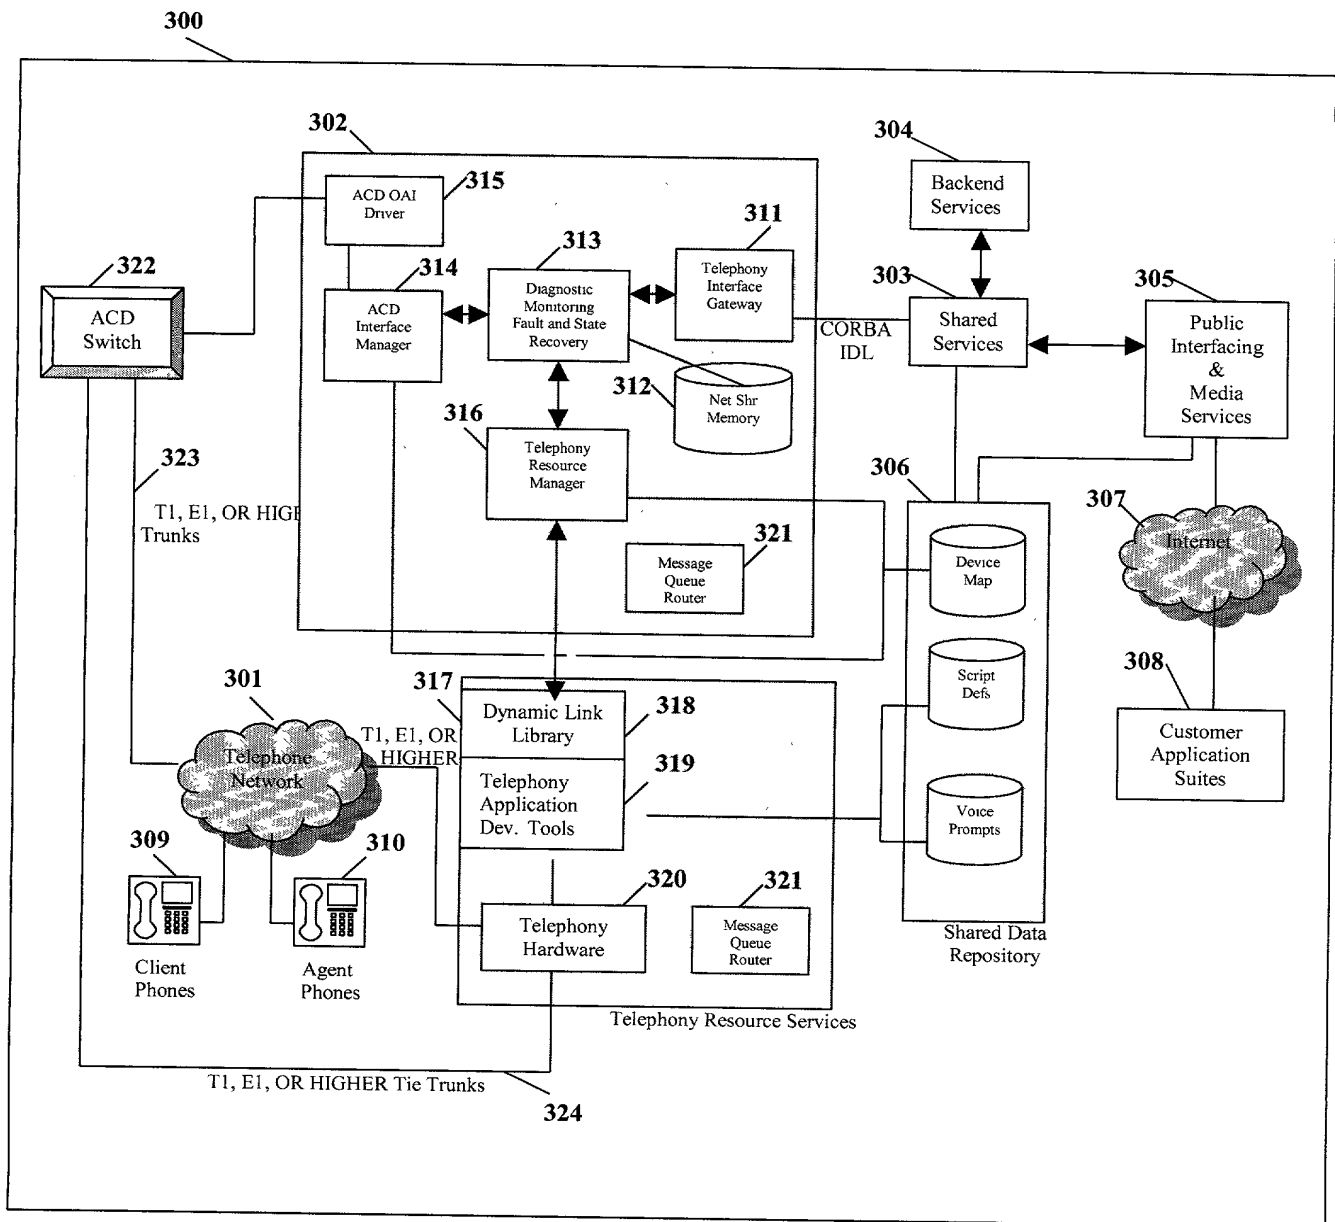 300
302
304
315
ACD OAI
Driver
Backend
Services
311
313
322
314
Telephony
Interface
Gateway
303
305
Diagnostic
Monitoring
Fault and State
Recovery
ACD
Switch
ACD
Interface
Manager
Shared
Services
Public
Interfacing
&
Media
Services
CORBA
IDL
312
Net Shr
Memory
316
Telephony
Resource
Manager
323
306
307
T1, E1, OR HIGH
Trunks
321
Message
Queue
Router
Device
Map
Internet
301
317
318
Script
Defs
308
Dynamic Link
Library
T1, E1, OR
HIGHER
Telephone
Network
319
Customer
Application
Suites
Telephony
Application
Dev. Tools
Voice
Prompts
309
310
320
321
Telephony
Hardware
Message
Queue
Router
Shared Data
Repository
Client
Phones
Agent
Phones
Telephony Resource Services
T1, E1, OR HIGHER Tie Trunks
324